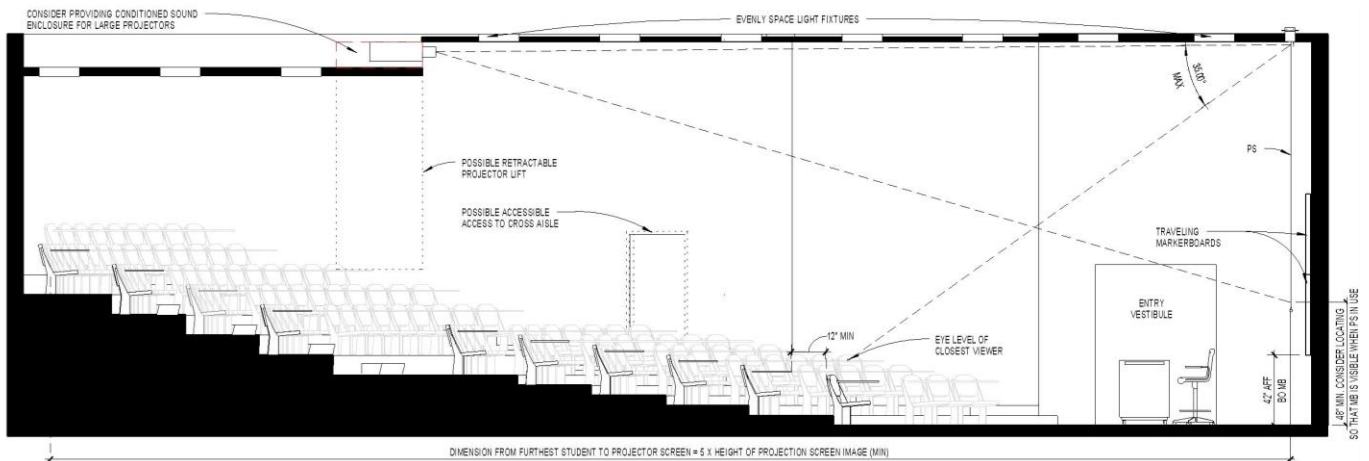 CONSIDER PROVIDING CONDITIONED SOUND
ENCLOSURE FOR LARGE PROJECTORS
EVENLY SPACE LIGHT FIXTURES
35.00°
MAX
POSSIBLE RETRACTABLE
PROJECTOR LIFT
PS
POSSIBLE ACCESSIBLE
ACCESS TO CROSS AISLE
TRAVELING
MARKERBOARDS
ENTRY
VESTIBULE
12" MIN
EYE LEVEL OF
CLOSEST VIEWER
42" AFF
BO MB
48" MIN. CONSIDER LOCATING
SO THAT MB IS VISIBLE WHEN PS IN USE
DIMENSION FROM FURTHEST STUDENT TO PROJECTOR SCREEN = 5 X HEIGHT OF PROJECTION SCREEN IMAGE (MIN)